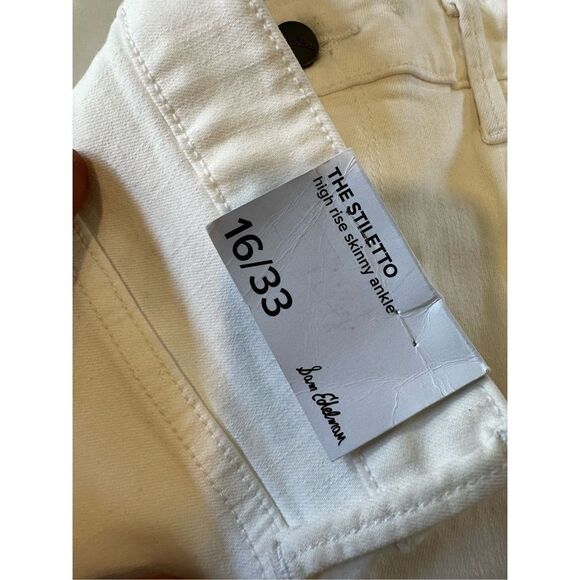 THE STILETTO
high rise skinny ankle
16/33
Sam Edelman